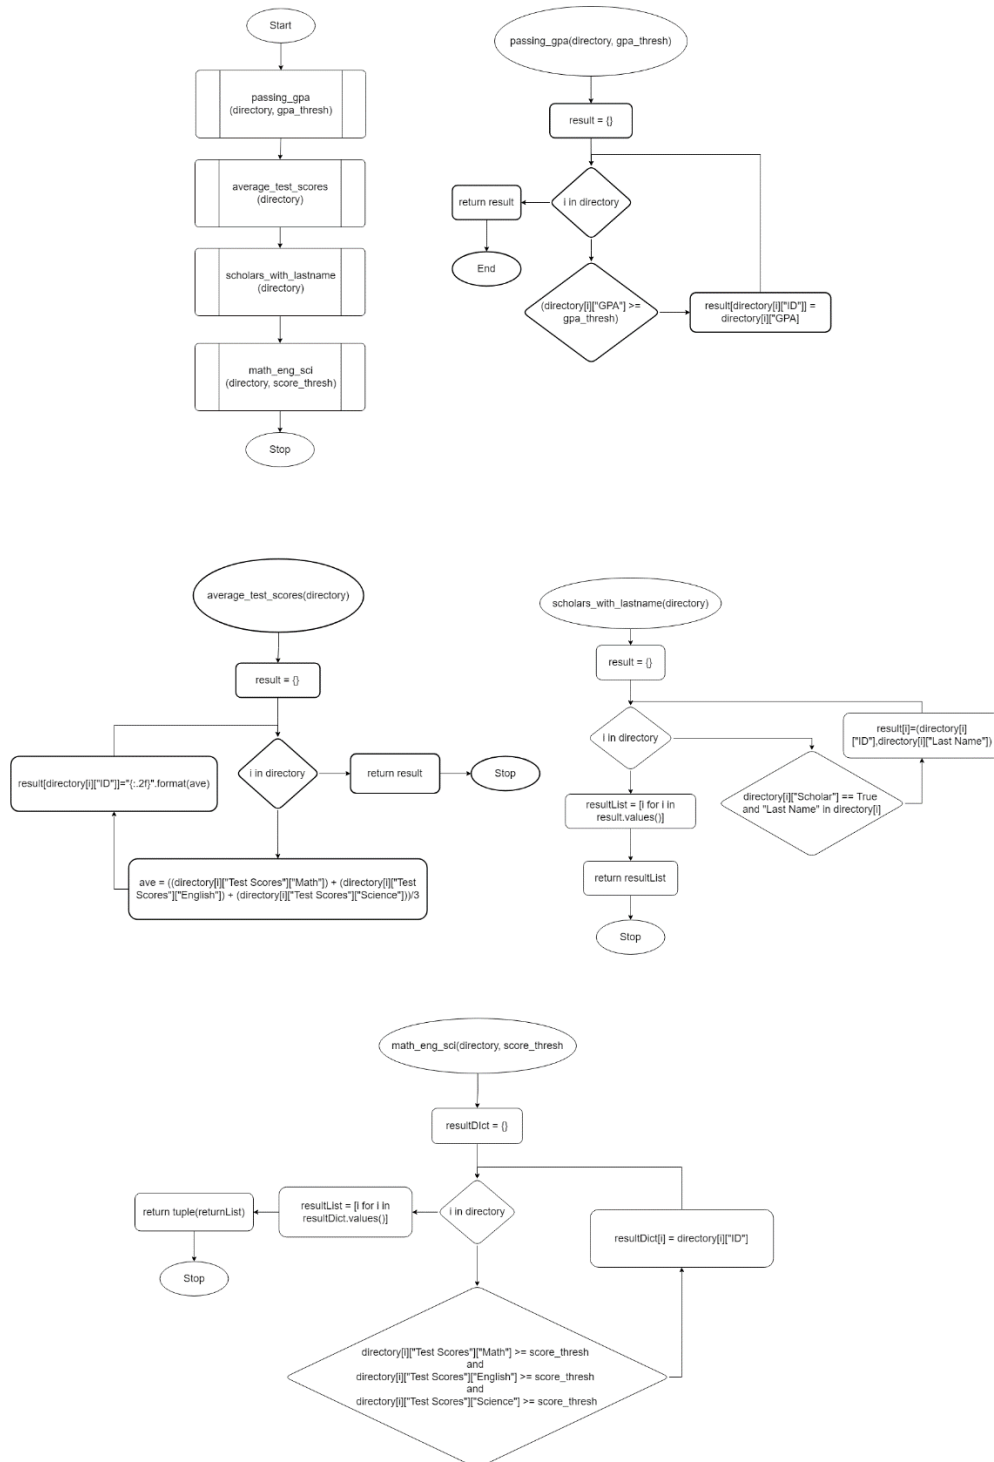 Start
passing_gpa
(directory, gpa_thresh)
average_test_scores
(directory)
scholars_with_lastname
(directory)
math_eng_sci
(directory, score_thresh)
Stop
passing_gpa(directory, gpa_thresh)
result = {}
i in directory
return result
End
(directory[i]["GPA"] >=
gpa_thresh)
result[directory[i]["ID"]] =
directory[i]["GPA]
average_test_scores(directory)
result = {}
i in directory
return result
Stop
result[directory[i]["ID"]]="{:.2f}".format(ave)
ave = ((directory[i]["Test Scores"]["Math"]) + (directory[i]["Test
Scores"]["English"]) + (directory[i]["Test Scores"]["Science"]))/3
scholars_with_lastname(directory)
result = {}
i in directory
result[i]=(directory[i]
["ID"],directory[i]["Last Name"])
directory[i]["Scholar"] == True
and "Last Name" in directory[i]
resultList = [i for i in
result.values()]
return resultList
Stop
math_eng_sci(directory, score_thresh
resultDIct = {}
i in directory
resultList = [i for i in
resultDict.values()]
return tuple(returnList)
Stop
resultDict[i] = directory[i]["ID"]
directory[i]["Test Scores"]["Math"] >= score_thresh
and
directory[i]["Test Scores"]["English"] >= score_thresh
and
directory[i]["Test Scores"]["Science"] >= score_thresh